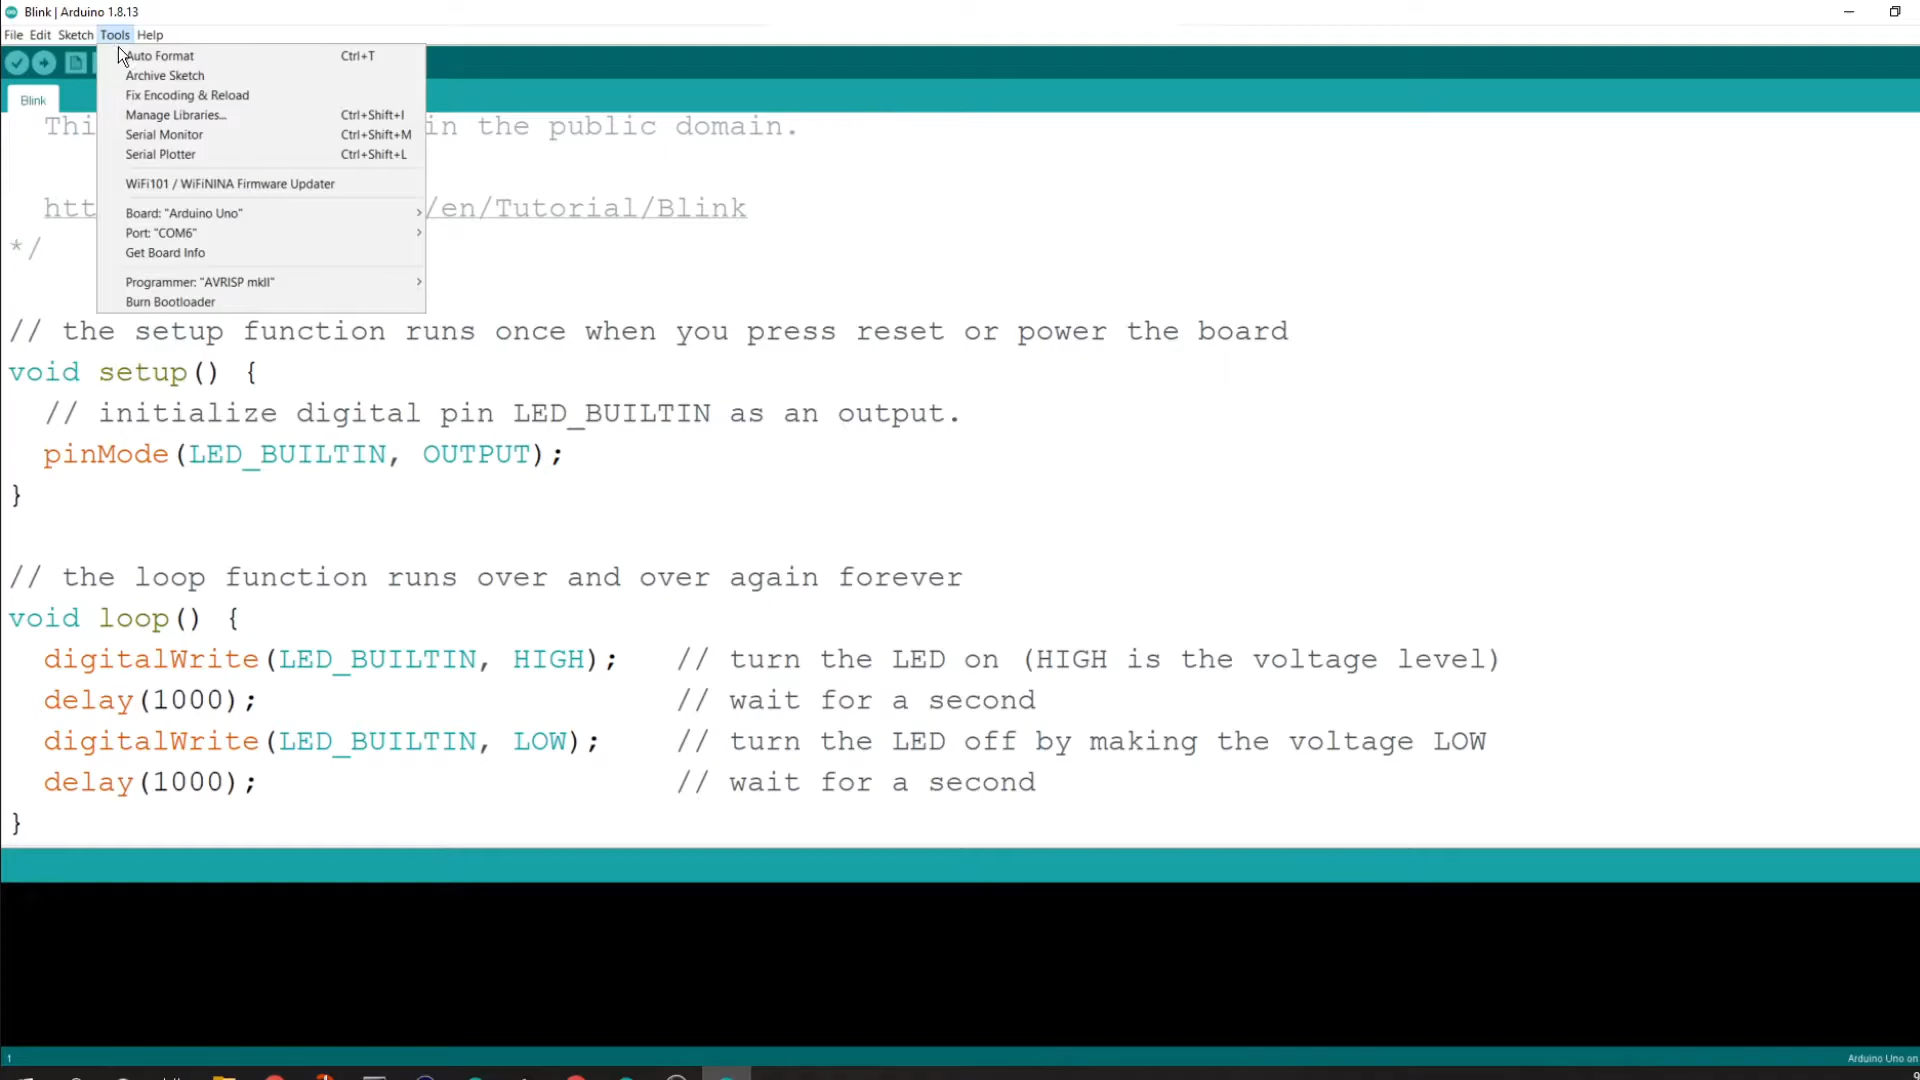 Blink | Arduino 1.8.13
File Edit Sketch Tools Help
Auto Format Ctrl+T
Archive Sketch
Fix Encoding & Reload
Manage Libraries... Ctrl+Shift+I
Serial Monitor Ctrl+Shift+M
Serial Plotter Ctrl+Shift+L
WiFi101 / WiFiNINA Firmware Updater
Board: "Arduino Uno"
Port: "COM6"
Get Board Info
Programmer: "AVRISP mkII"
Burn Bootloader
Blink
Thi in the public domain.
htt /en/Tutorial/Blink
*/
// the setup function runs once when you press reset or power the board
void setup() {
// initialize digital pin LED_BUILTIN as an output.
pinMode(LED_BUILTIN, OUTPUT);
}
// the loop function runs over and over again forever
void loop() {
digitalWrite(LED_BUILTIN, HIGH); // turn the LED on (HIGH is the voltage level)
delay(1000); // wait for a second
digitalWrite(LED_BUILTIN, LOW); // turn the LED off by making the voltage LOW
delay(1000); // wait for a second
}
1
Arduino Uno on